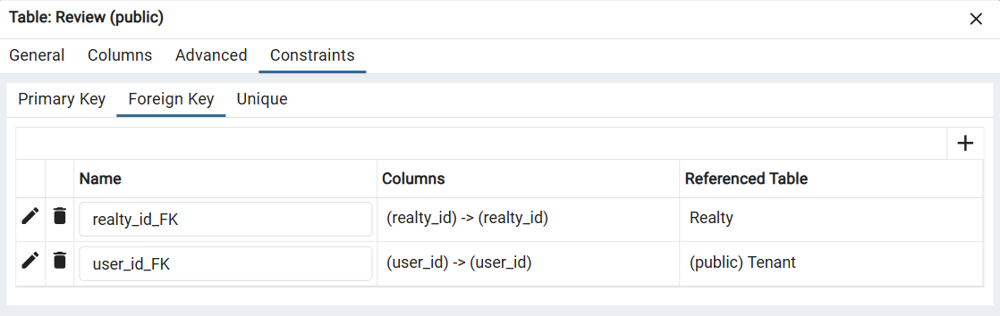 Table: Review (public)
General Columns Advanced Constraints
Primary Key Foreign Key Unique
Name Columns Referenced Table
realty_id_FK (realty_id) -> (realty_id) Realty
user_id_FK (user_id) -> (user_id) (public) Tenant